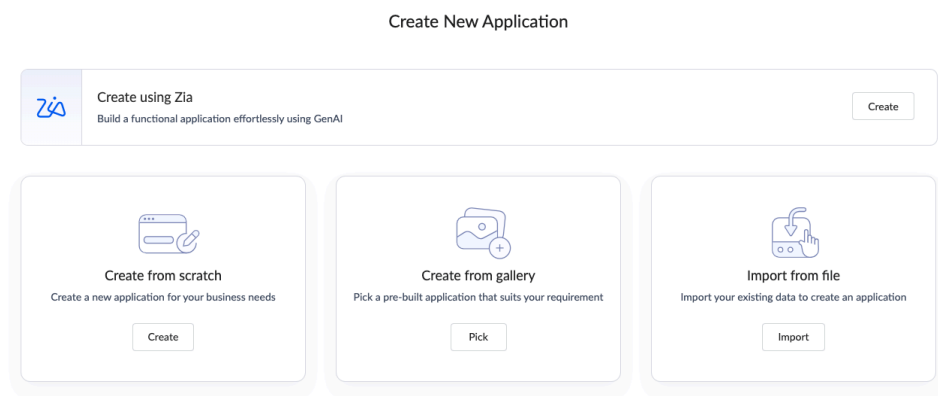 Create New Application
Zia
Create using Zia
Build a functional application effortlessly using GenAI
Create
Create from scratch
Create a new application for your business needs
Create
Create from gallery
Pick a pre-built application that suits your requirement
Pick
Import from file
Import your existing data to create an application
Import